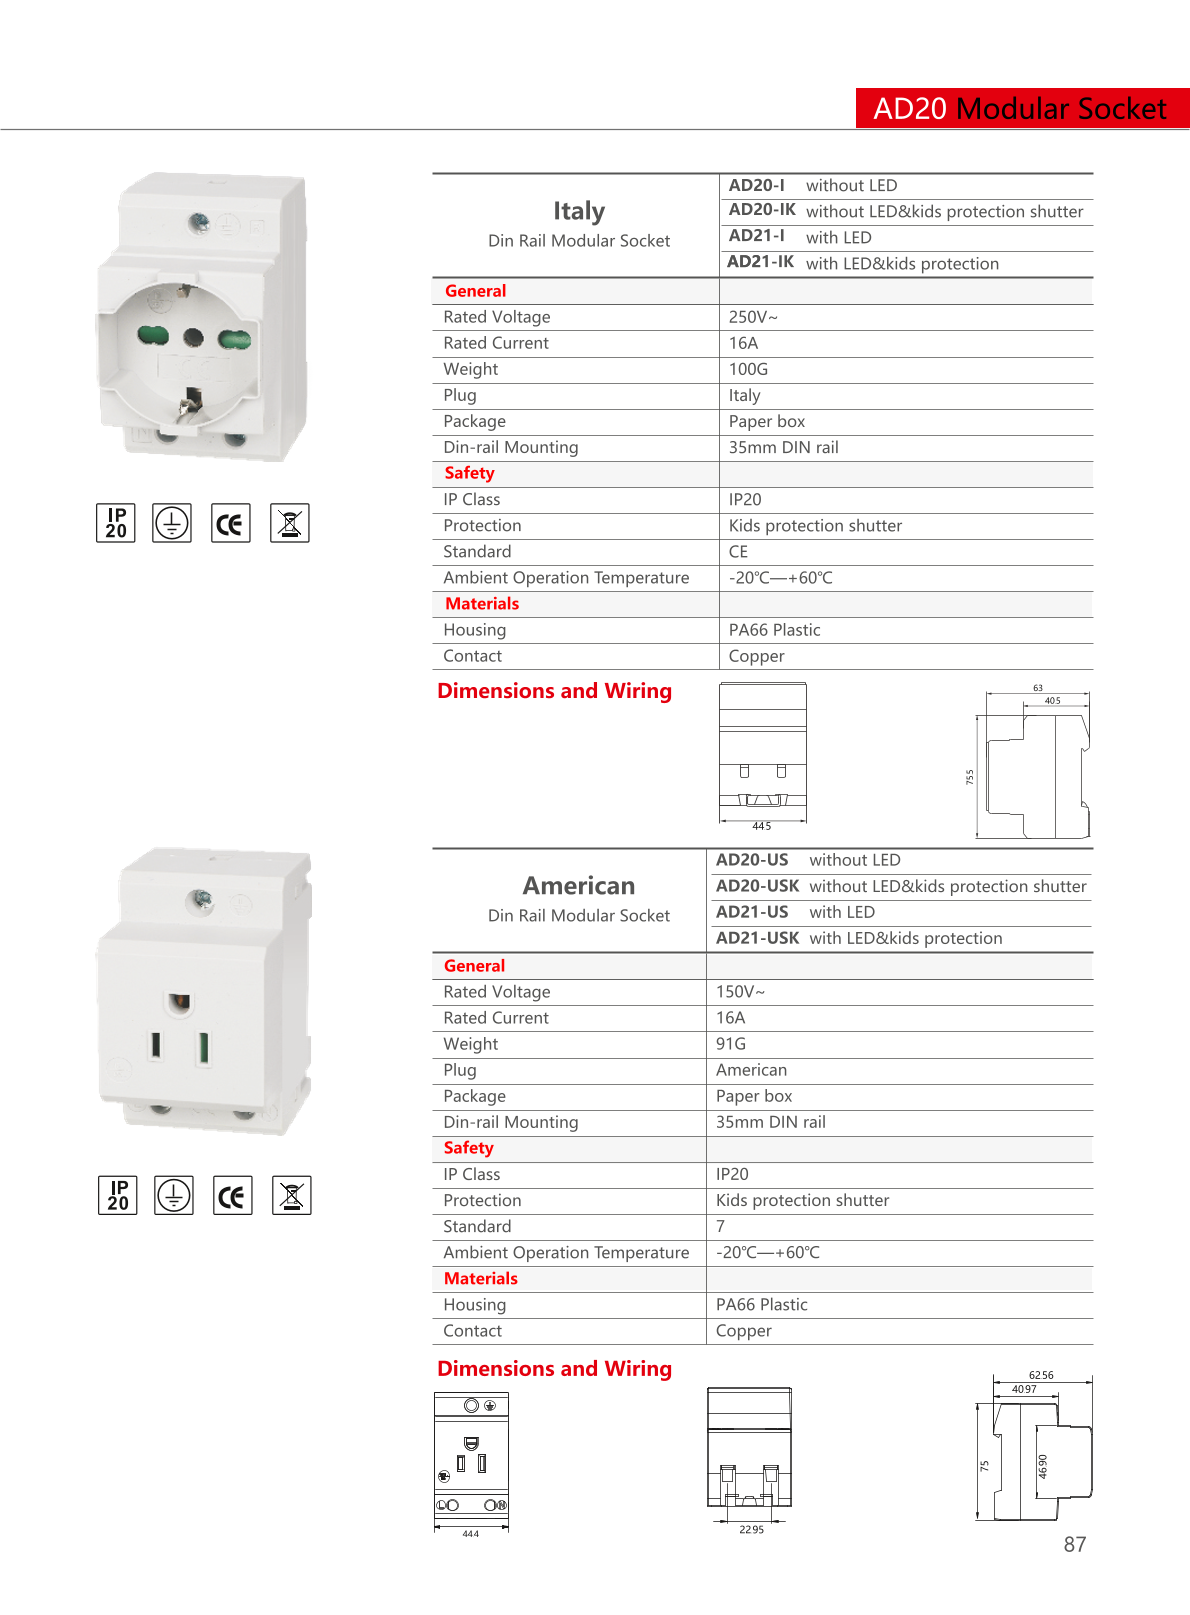 AD20 Modular Socket
Italy
Din Rail Modular Socket
AD20-I without LED
AD20-IK without LED&kids protection shutter
AD21-I with LED
AD21-IK with LED&kids protection
General
Rated Voltage 250V~
Rated Current 16A
Weight 100G
Plug Italy
Package Paper box
Din-rail Mounting 35mm DIN rail
Safety
IP Class IP20
Protection Kids protection shutter
Standard CE
Ambient Operation Temperature -20℃—+60℃
Materials
Housing PA66 Plastic
Contact Copper
IP
20
CE
Dimensions and Wiring
445
63
405
755
American
Din Rail Modular Socket
AD20-US without LED
AD20-USK without LED&kids protection shutter
AD21-US with LED
AD21-USK with LED&kids protection
General
Rated Voltage 150V~
Rated Current 16A
Weight 91G
Plug American
Package Paper box
Din-rail Mounting 35mm DIN rail
Safety
IP Class IP20
Protection Kids protection shutter
Standard 7
Ambient Operation Temperature -20℃—+60℃
Materials
Housing PA66 Plastic
Contact Copper
IP
20
CE
Dimensions and Wiring
L N
444
2295
6256
4097
75
4690
87